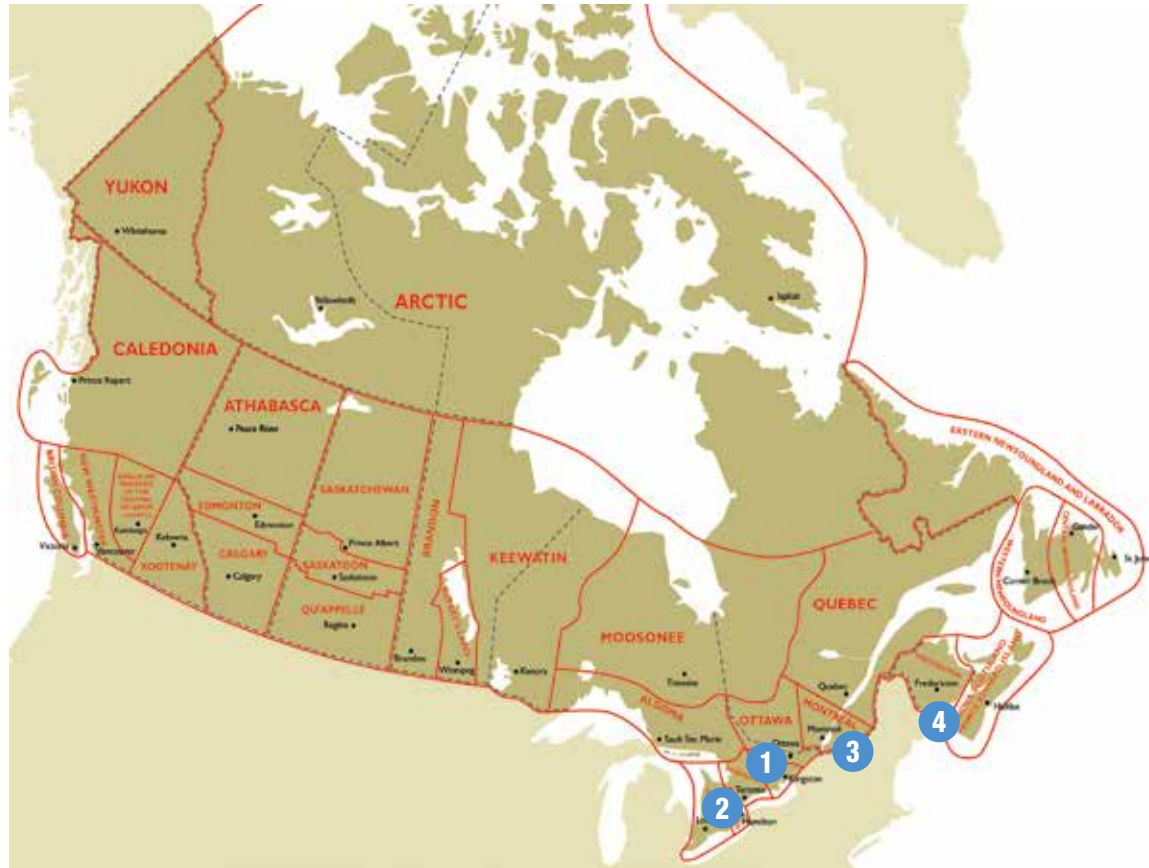 YUKON
Whitehorse
ARCTIC
Yellowknife
Iqaluit
CALEDONIA
Prince Rupert
ATHABASCA
Peace River
EASTERN NEWFOUNDLAND AND LABRADOR
SASKATCHEWAN
EDMONTON
Edmonton
Prince Albert
BRANDON
KEEWATIN
NEW WESTMINSTER
Kamloops
Kelowna
KOOTENAY
Victoria
Vancouver
CALGARY
Calgary
SASKATOON
Saskatoon
QU'APPELLE
Regina
Brandon
Winnipeg
Kenora
MOOSONEE
Timmins
QUEBEC
Quebec
WESTERN NEWFOUNDLAND
Gander
Corner Brook
St. John
Fredericton
Halifax
ALGOMA
Sault Ste. Marie
OTTAWA
Ottawa
MONTREAL
Montreal
Kingston
Toronto
Hamilton
1
2
3
4